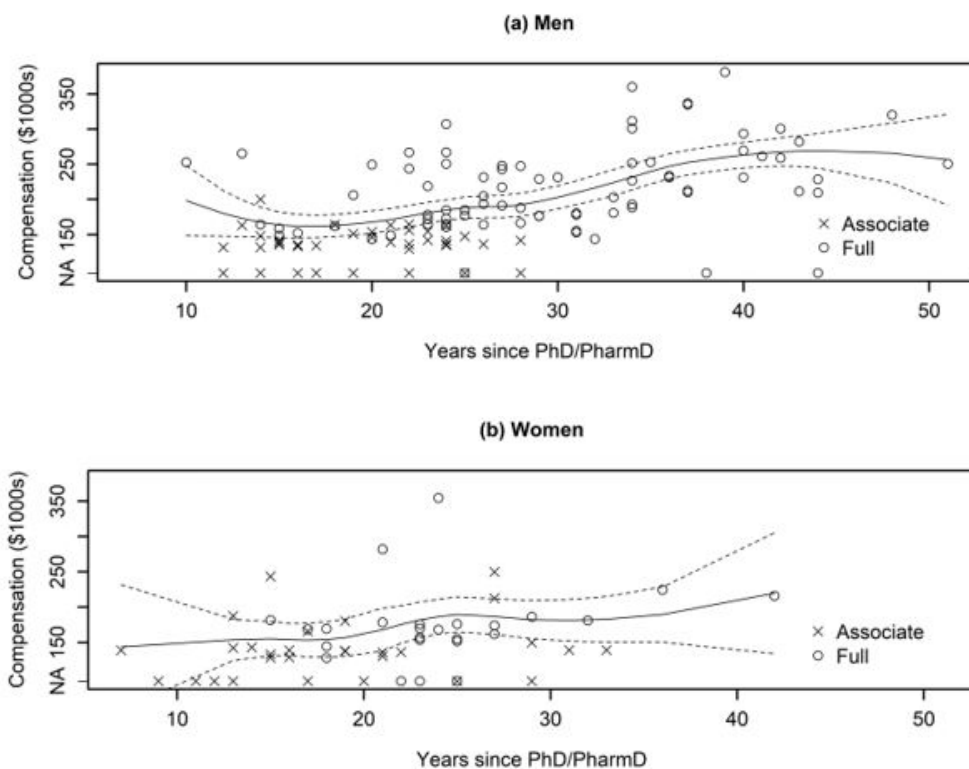 (a) Men
Compensation ($1000s)
350
250
150
NA
× Associate
○ Full
10 20 30 40 50
Years since PhD/PharmD
(b) Women
Compensation ($1000s)
350
250
150
NA
× Associate
○ Full
10 20 30 40 50
Years since PhD/PharmD